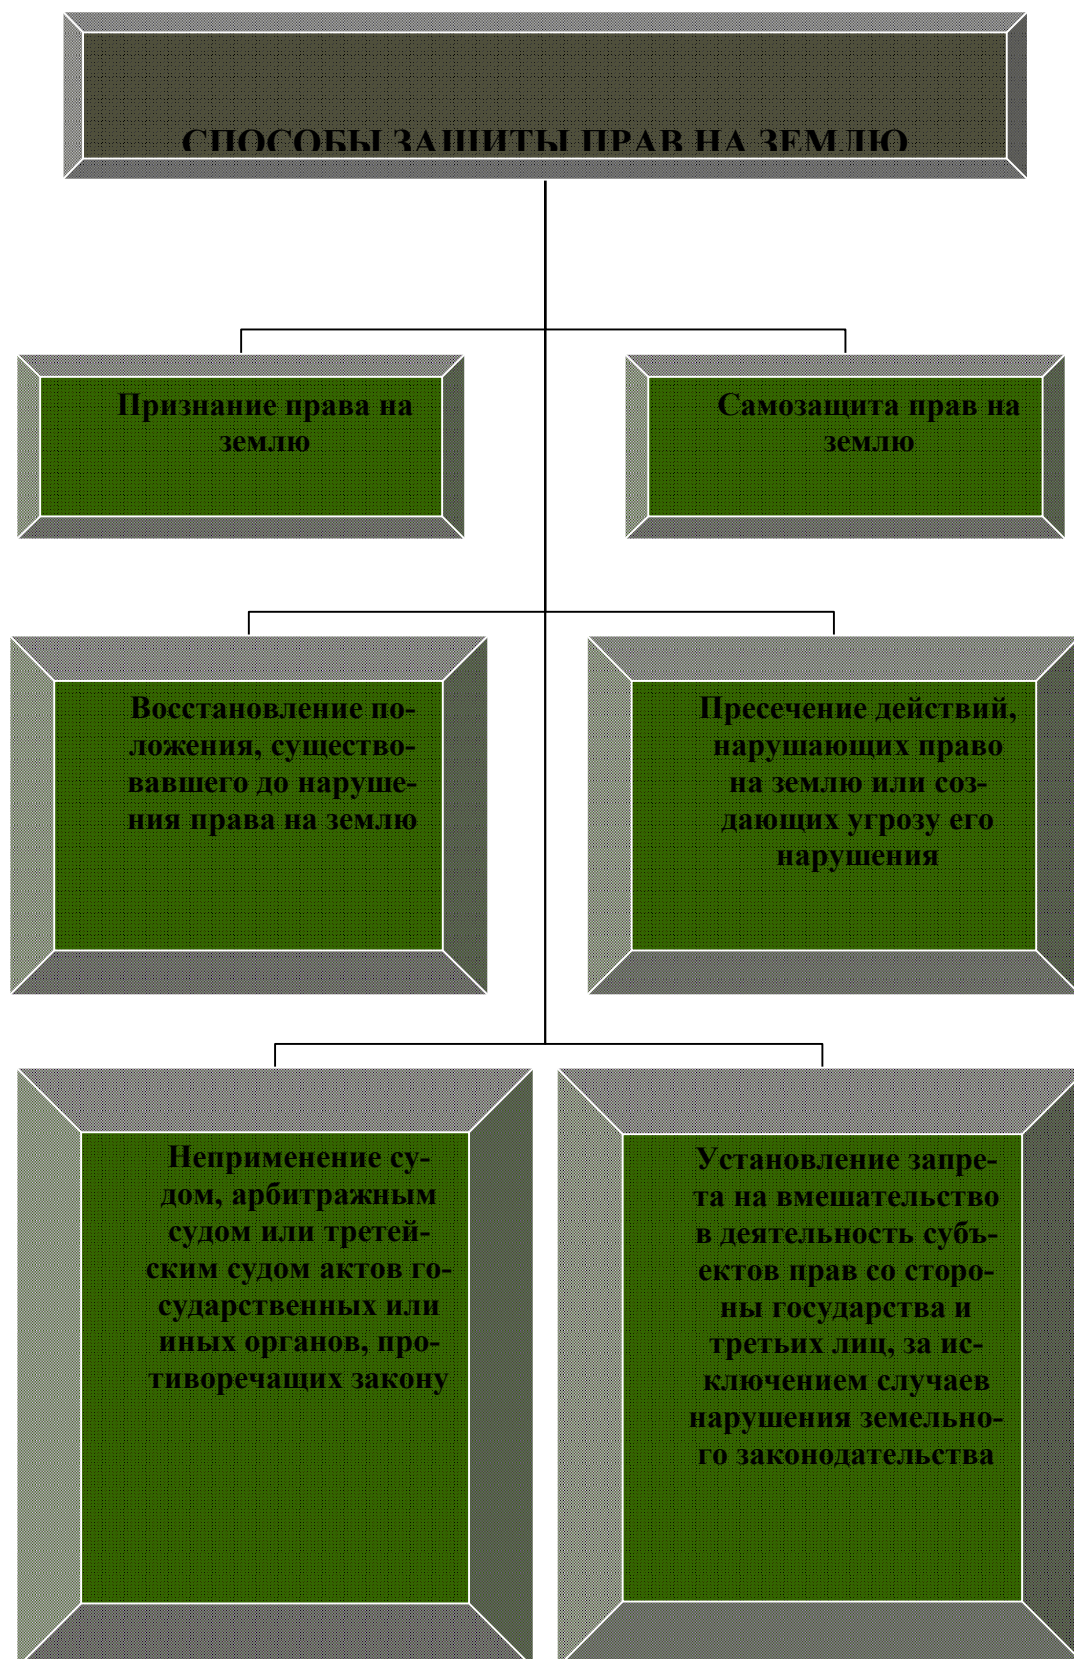 СПОСОБЫ ЗАЩИТЫ ПРАВ НА ЗЕМЛЮ
Признание права на
землю
Самозащита прав на
землю
Восстановление по-
ложения, существо-
вавшего до наруше-
ния права на землю
Пресечение действий,
нарушающих право
на землю или соз-
дающих угрозу его
нарушения
Неприменение су-
дом, арбитражным
судом или третей-
ским судом актов го-
сударственных или
иных органов, про-
тиворечащих закону
Установление запре-
та на вмешательство
в деятельность субъ-
ектов прав со сторо-
ны государства и
третьих лиц, за ис-
ключением случаев
нарушения земельно-
го законодательства